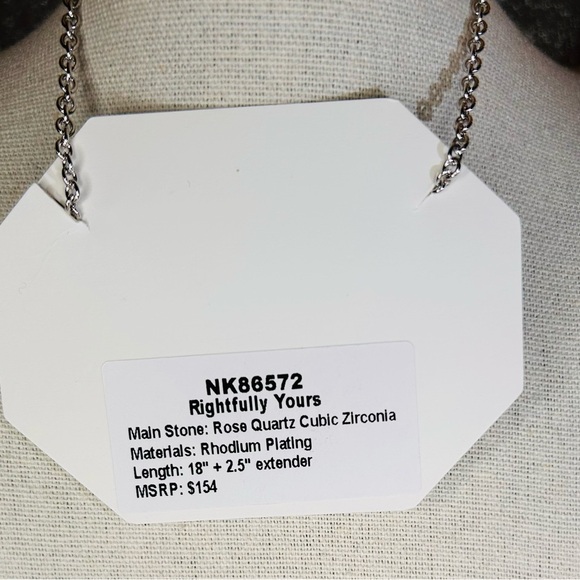 NK86572
Rightfully Yours
Main Stone: Rose Quartz Cubic Zirconia
Materials: Rhodium Plating
Length: 18" + 2.5" extender
MSRP: $154